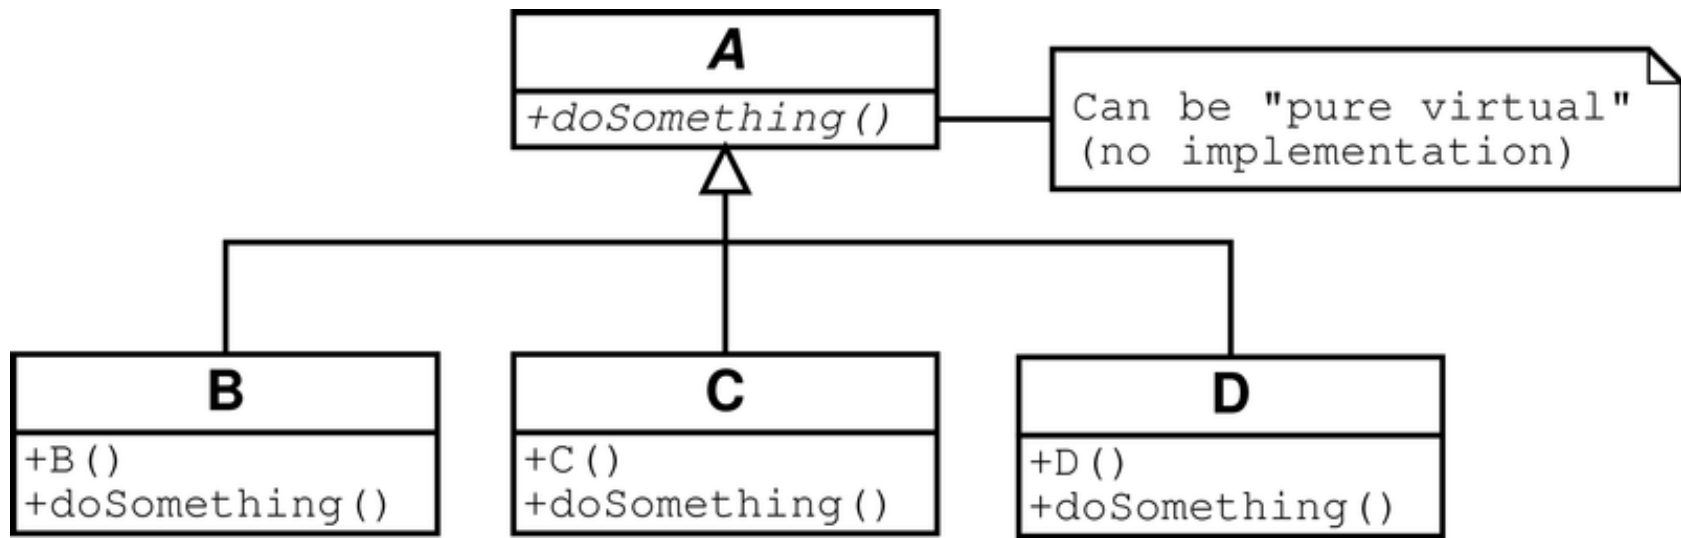 A
+doSomething()
Can be "pure virtual"
(no implementation)
B
+B()
+doSomething()
C
+C()
+doSomething()
D
+D()
+doSomething()